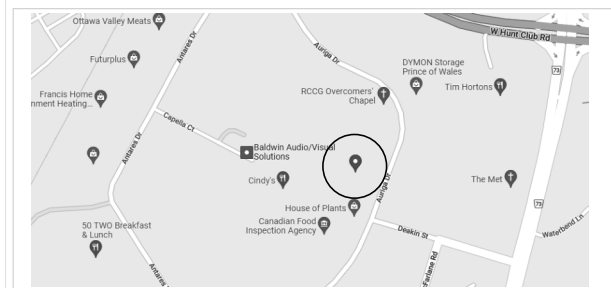 Ottawa Valley Meats
Futurplus
Francis Home
nment Heating...
Antares Dr
Antares Dr
Antares
Capella Ct
Auriga Dr
Auriga Dr
W Hunt Club Rd
DYMON Storage
Prince of Wales
Tim Hortons
RCCG Overcomers'
Chapel
73
Baldwin Audio/Visual
Solutions
Cindy's
The Met
House of Plants
Canadian Food
Inspection Agency
73
50 TWO Breakfast
& Lunch
Deakin St
Waterbend Ln
Farlane Rd